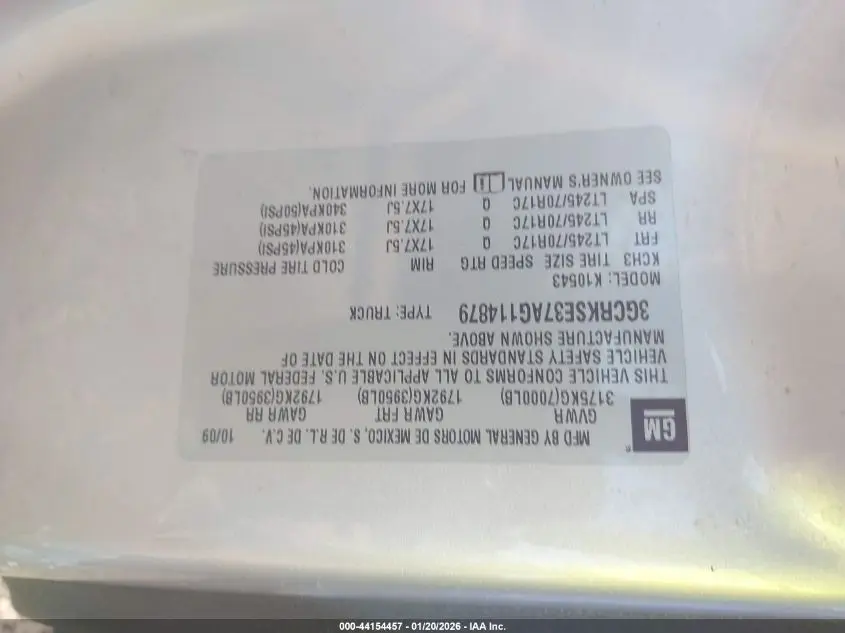 GM
MFD BY GENERAL MOTORS DE MEXICO, S. DE R.L. DE C.V. 10/09
GVWR GAWR FRT GAWR RR
3175KG(7000LB) 1792KG(3950LB) 1792KG(3950LB)
THIS VEHICLE CONFORMS TO ALL APPLICABLE U.S. FEDERAL MOTOR
VEHICLE SAFETY STANDARDS IN EFFECT ON THE DATE OF
MANUFACTURE SHOWN ABOVE.
3GCRKSE37AG114879 TYPE: TRUCK
MODEL: K10543
KCH3 TIRE SIZE SPEED RTG RIM COLD TIRE PRESSURE
FRT LT245/70R17C Q 17X7.5J 310KPA(45PSI)
RR LT245/70R17C Q 17X7.5J 310KPA(45PSI)
SPA LT245/70R17C Q 17X7.5J 340KPA(50PSI)
SEE OWNER'S MANUAL FOR MORE INFORMATION.
000-44154457 - 01/20/2026 - IAA Inc.